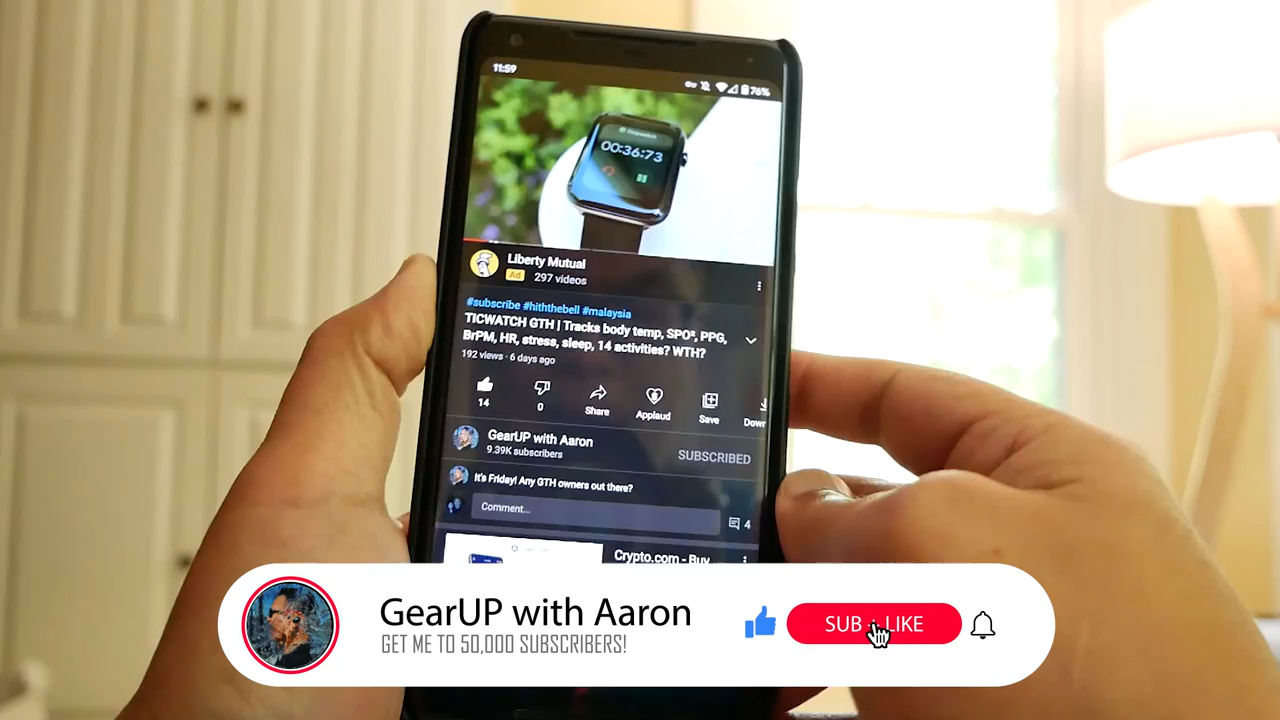 11:59
76%
Stopwatch
00:36.73
Liberty Mutual
Ad 297 videos
#subscribe #hiththebell #malaysia
TICWATCH GTH | Tracks body temp, SPO², PPG,
BrPM, HR, stress, sleep, 14 activities? WTH?
192 views · 6 days ago
14 0 Share Applaud Save Down
GearUP with Aaron
9.39K subscribers
SUBSCRIBED
It's Friday! Any GTH owners out there?
Comment...
4
Crypto.com - Buy
GearUP with Aaron
GET ME TO 50,000 SUBSCRIBERS!
SUB + LIKE